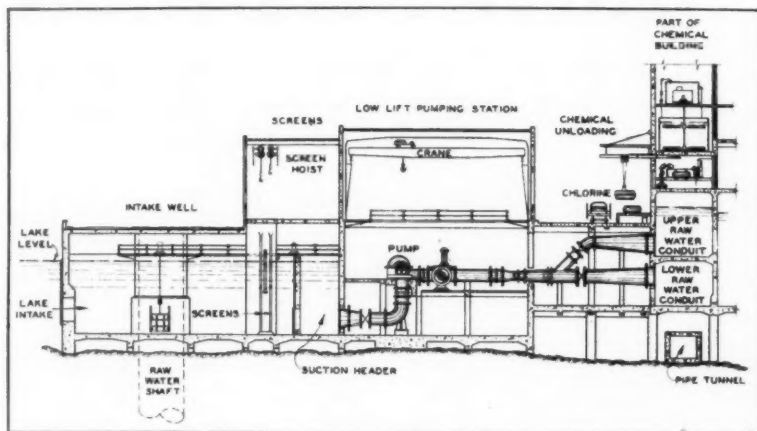 PART OF
CHEMICAL
BUILDING
LOW LIFT PUMPING STATION
SCREENS
CHEMICAL
UNLOADING
CRANE
SCREEN
HOIST
CHLORINE
INTAKE WELL
UPPER
RAW
WATER
CONDUIT
LAKE
LEVEL
PUMP
LOWER
RAW
WATER
CONDUIT
LAKE
INTAKE
SCREENS
SUCTION HEADER
RAW
WATER
SHAFT
PIPE TUNNEL